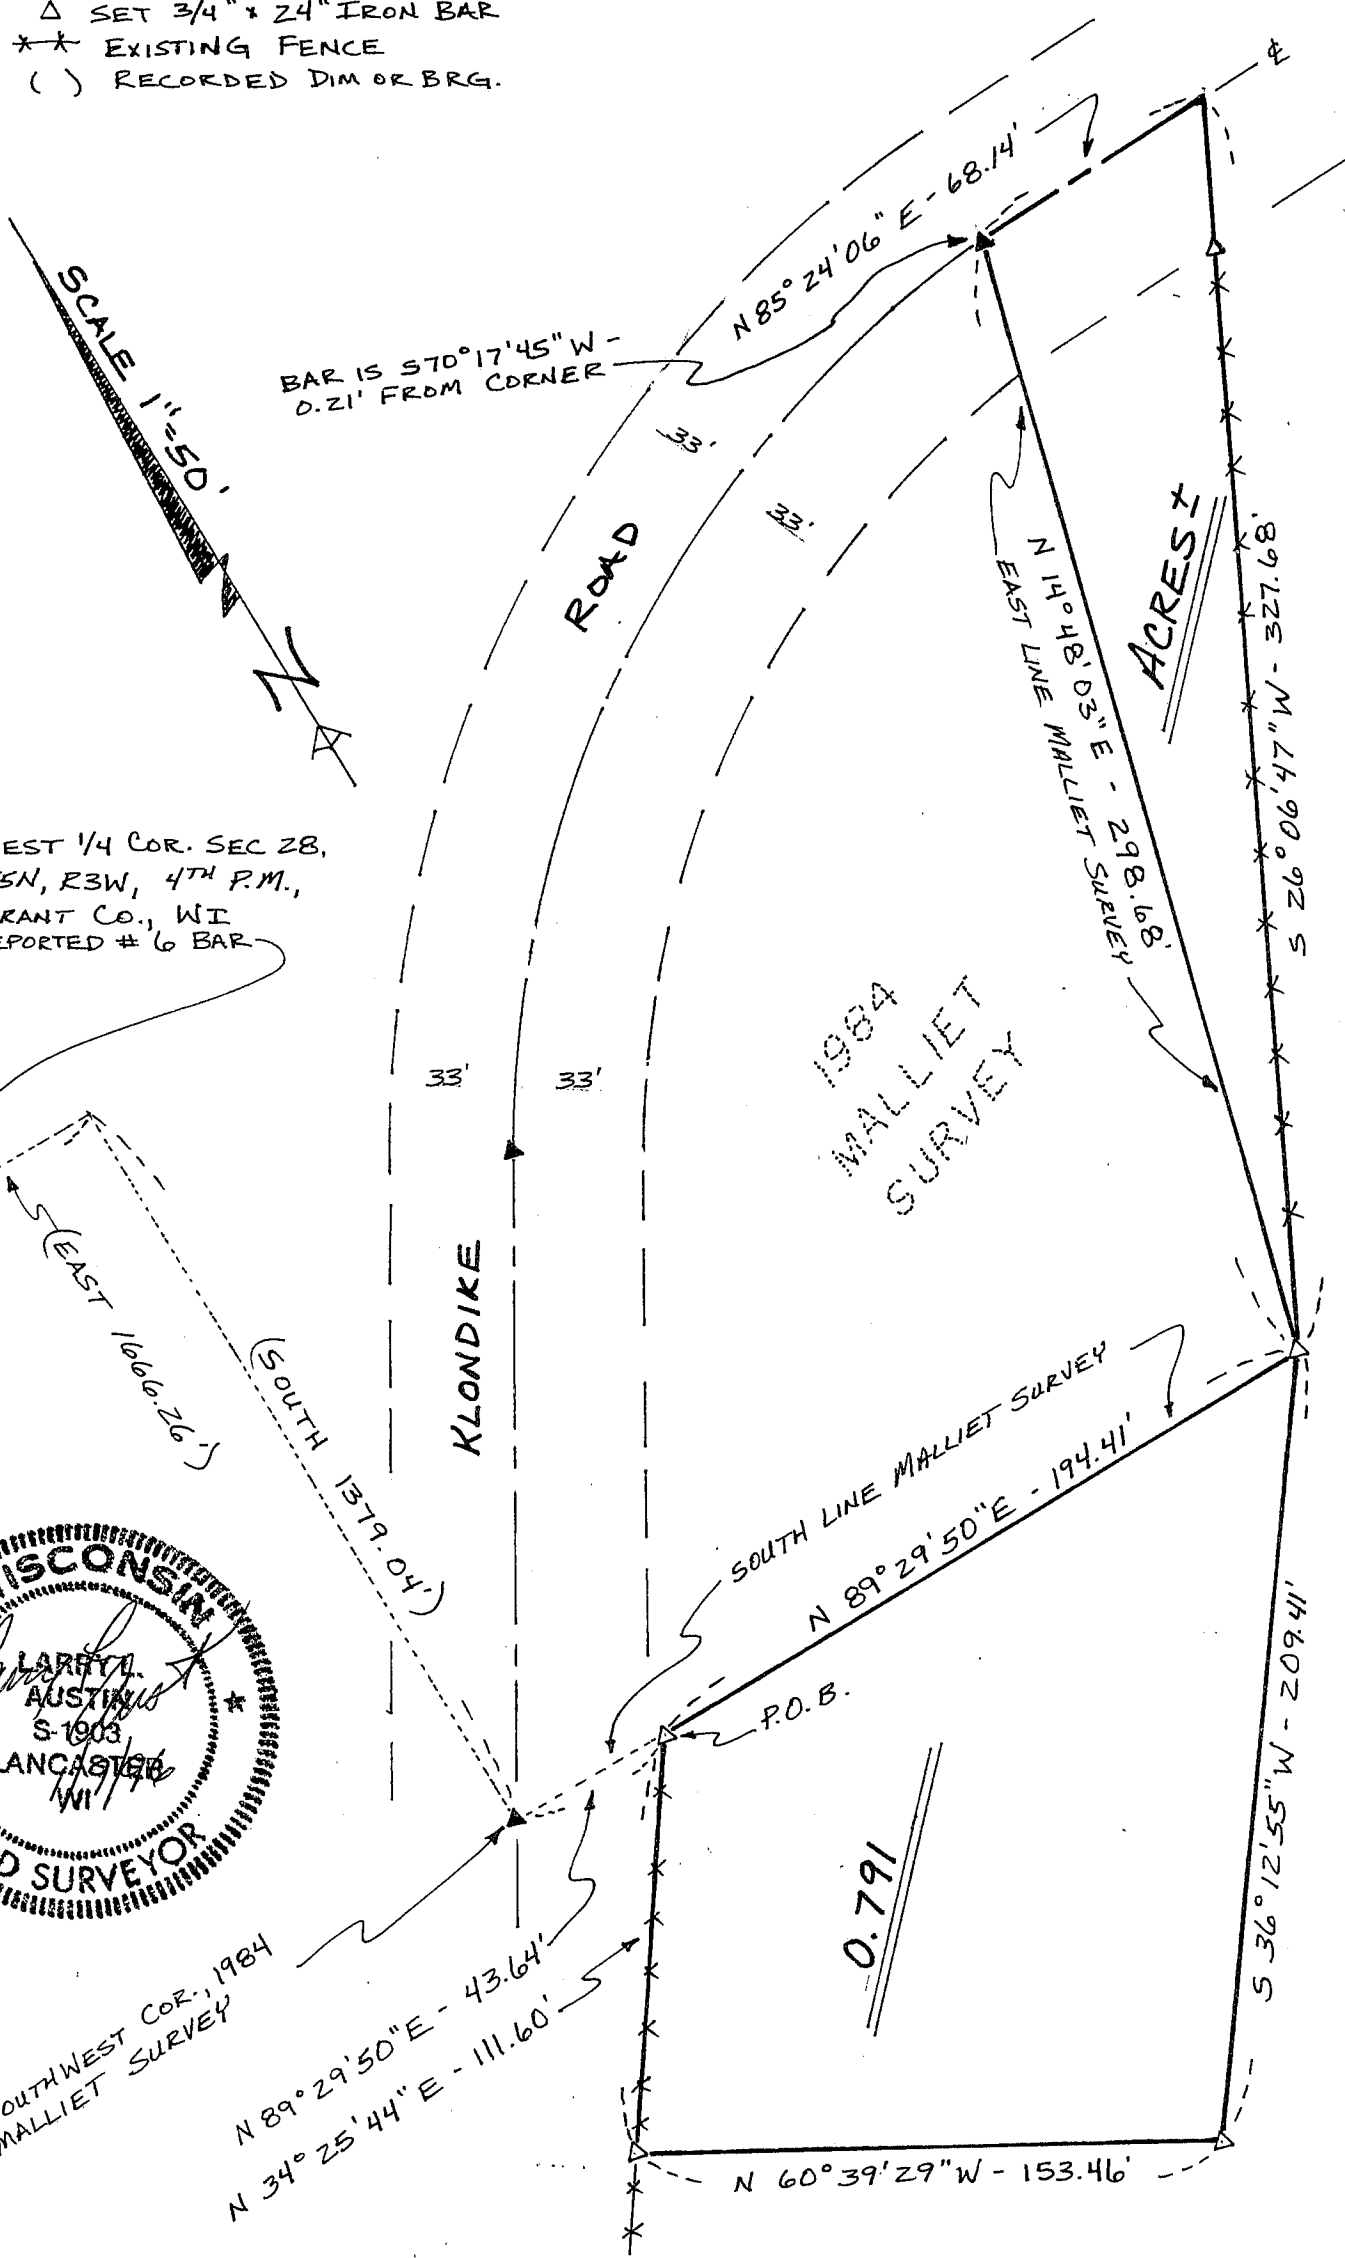 △ SET 3/4" x 24" IRON BAR
EXISTING FENCE
( ) RECORDED DIM OR BRG.
℄
SCALE 1"=50'
N
N 85° 24' 06" E - 68.14'
BAR IS S70°17'45" W -
0.21' FROM CORNER
33'
33'
ROAD
N 14° 48' 03" E - 298.68'
EAST LINE MALLIET SURVEY
ACRES ±
S 26° 06' 47" W - 327.68'
EST 1/4 COR. SEC 28,
5N, R3W, 4TH P.M.,
RANT CO., WI
EPORTED # 6 BAR
1984
MALLIET
SURVEY
33'
33'
(EAST 1666.26')
(SOUTH 1379.04')
KLONDIKE
SOUTH LINE MALLIET SURVEY
N 89° 29' 50" E - 194.41'
ISCONSIN
LARRY L.
AUSTIN
S-1903
LANCASTER
WI
D SURVEYOR
P.O.B.
0.791
S 36° 12' 55" W - 209.41'
OUTHWEST COR., 1984
MALLIET SURVEY
N 89° 29' 50" E - 43.64'
N 34° 25' 44" E - 111.60'
N 60° 39' 29" W - 153.46'